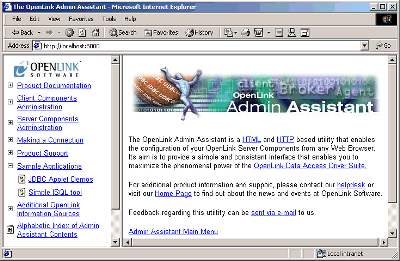 The OpenLink Admin Assistant - Microsoft Internet Explorer
File Edit View Favorites Tools Help
Back Search Favorites History
Address http://localhost:8000 Go
OPENLINK
SOFTWARE
Product Documentation
Client Components
Administration
Server Components
Administration
Making a Connection
Product Support
Sample Applications
JDBC Applet Demos
Simple ISQL tool
Additional OpenLink
Information Sources
Alphabetic Index of Admin
Assistant Contents
Client
Broker
Agent
OpenLink
Admin Assistant
The OpenLink Admin Assistant is a HTML and HTTP based utility that enables
the configuration of your OpenLink Server Components from any Web Browser.
Its aim is to provide a simple and consistent interface that enables you to
maximize the phenomenal power of the OpenLink Data Access Driver Suite.
For additional product information and support, please contact our helpdesk or
visit our Home Page to find out about the news and events at OpenLink Software.
Feedback regarding this utility can be sent via e-mail to us.
Admin Assistant Main Menu
Local intranet